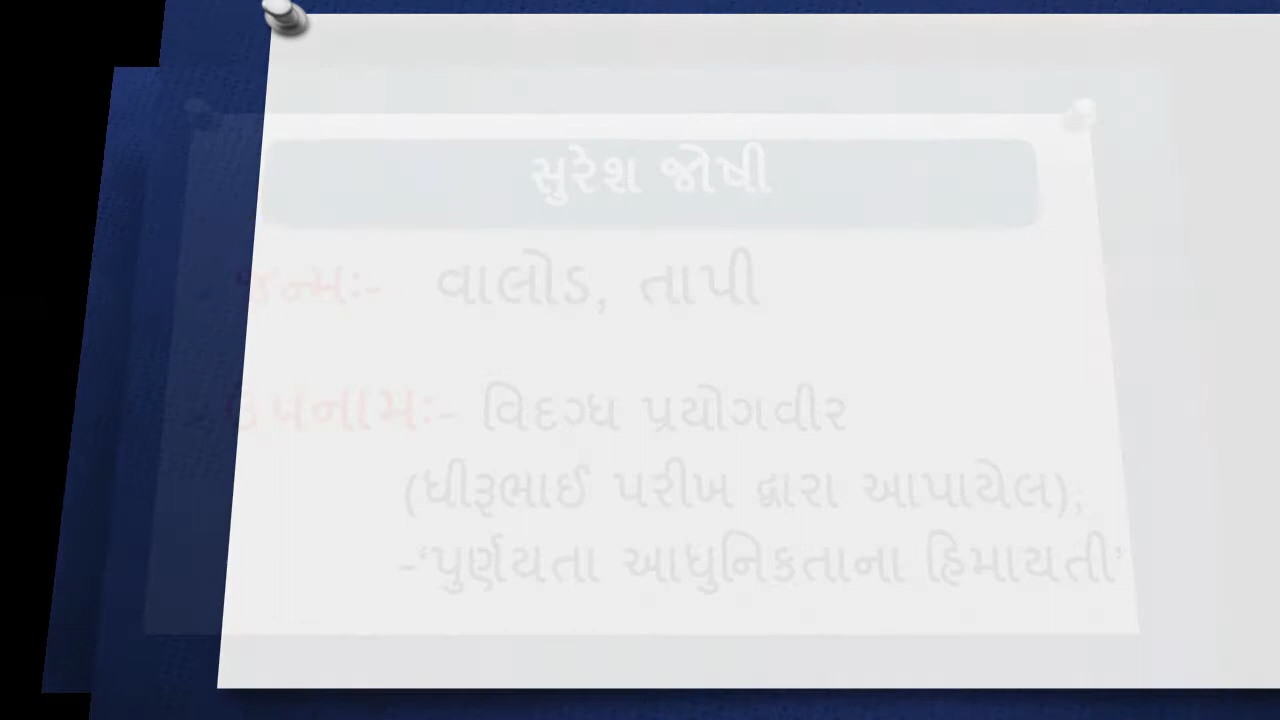 સુરેશ જોષી
જન્મઃ- વાલોડ, તાપી
ઉપનામઃ- વિદગ્ધ પ્રયોગવીર
(ધીરૂભાઈ પરીખ દ્વારા આપાયેલ),
-‘પુર્ણયતા આધુનિકતાના હિમાયતી’